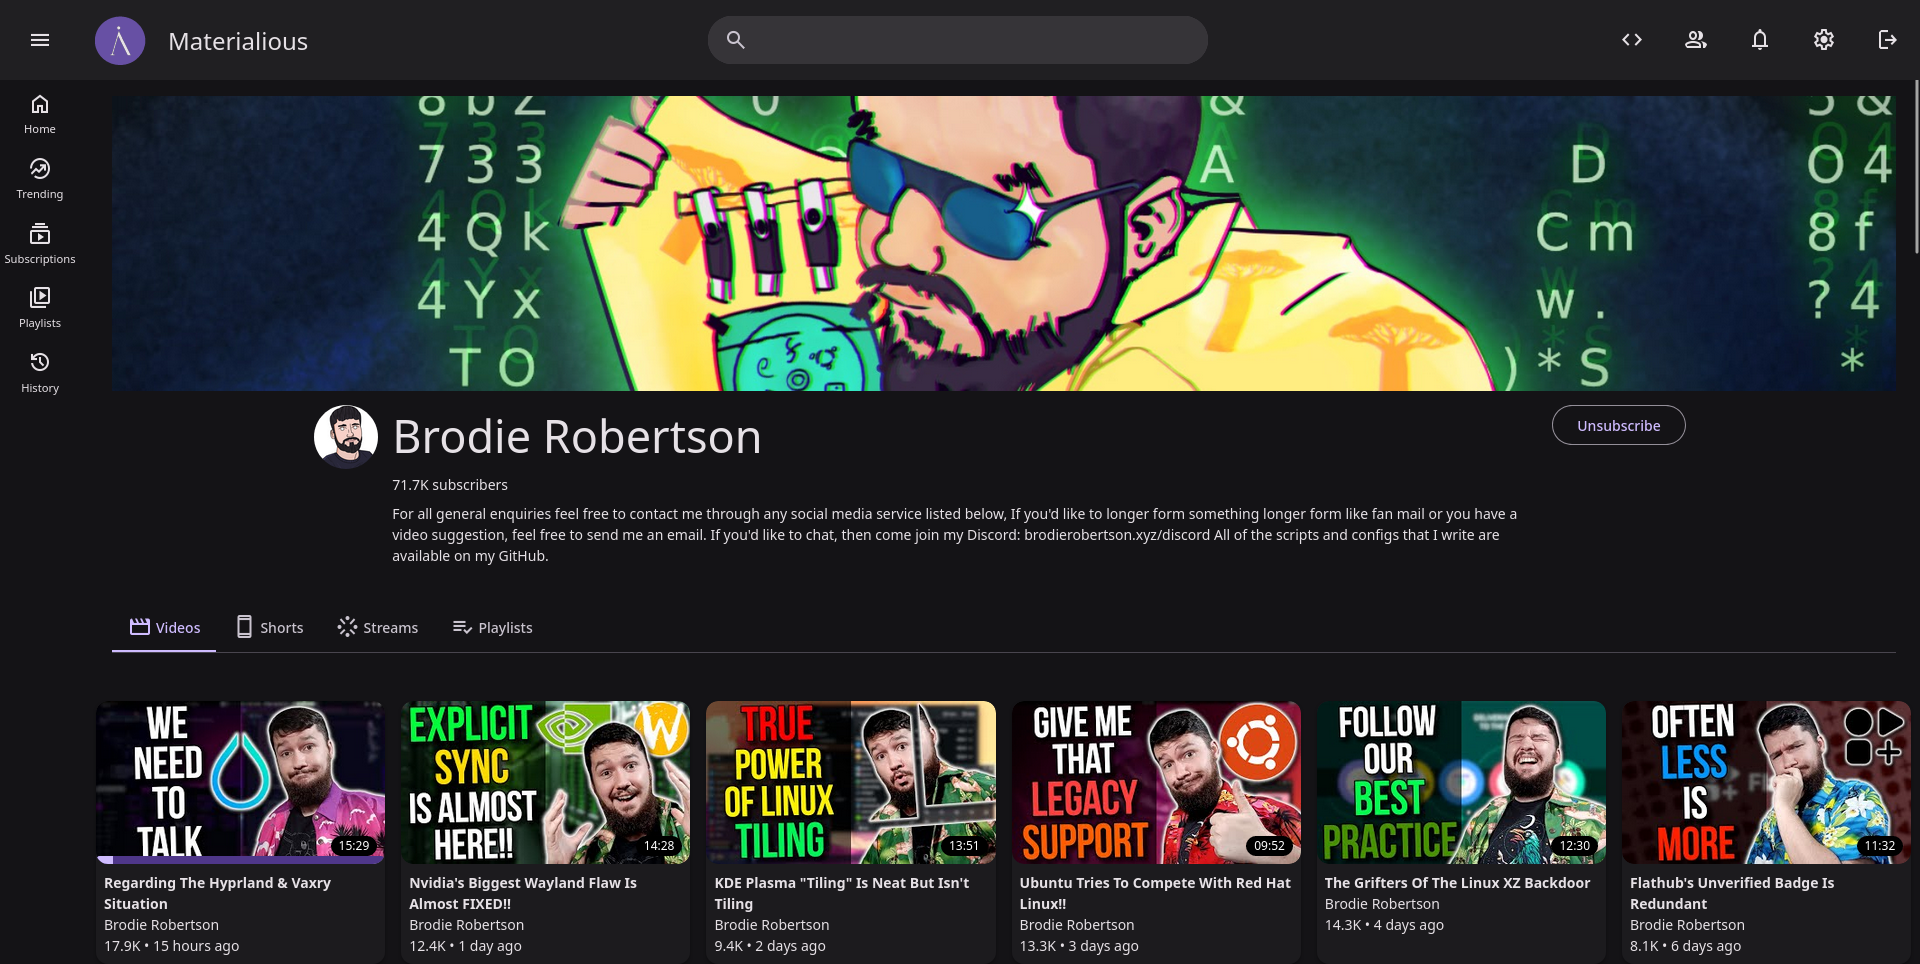 Materialious
Home
Trending
Subscriptions
Playlists
History
8 b Z
7 3 3
4 Q k
4 Y x
T O
&
A
D
C m
w .
) * S
5 &
O 4
8 f
? 4
*
Brodie Robertson
Unsubscribe
71.7K subscribers
For all general enquiries feel free to contact me through any social media service listed below, If you'd like to longer form something longer form like fan mail or you have a
video suggestion, feel free to send me an email. If you'd like to chat, then come join my Discord: brodierobertson.xyz/discord All of the scripts and configs that I write are
available on my GitHub.
Videos
Shorts
Streams
Playlists
WE
NEED
TO
TALK
15:29
Regarding The Hyprland & Vaxry
Situation
Brodie Robertson
17.9K • 15 hours ago
EXPLICIT
SYNC
IS ALMOST
HERE!!
W
14:28
Nvidia's Biggest Wayland Flaw Is
Almost FIXED!!
Brodie Robertson
12.4K • 1 day ago
TRUE
POWER
OF LINUX
TILING
13:51
KDE Plasma "Tiling" Is Neat But Isn't
Tiling
Brodie Robertson
9.4K • 2 days ago
GIVE ME
THAT
LEGACY
SUPPORT
09:52
Ubuntu Tries To Compete With Red Hat
Linux!!
Brodie Robertson
13.3K • 3 days ago
FOLLOW
OUR
BEST
PRACTICE
12:30
The Grifters Of The Linux XZ Backdoor
Brodie Robertson
14.3K • 4 days ago
OFTEN
LESS
IS
MORE
11:32
Flathub's Unverified Badge Is
Redundant
Brodie Robertson
8.1K • 6 days ago